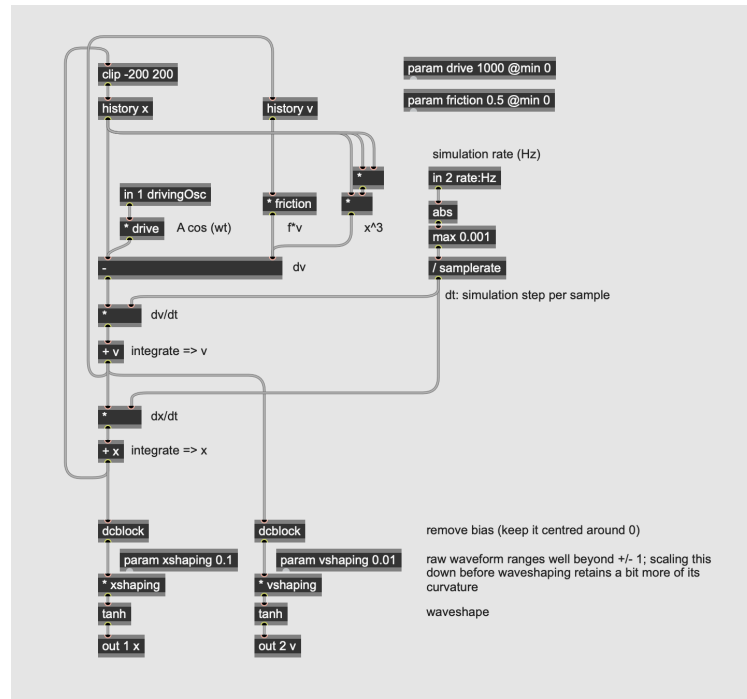 clip -200 200
param drive 1000 @min 0
history x
history v
param friction 0.5 @min 0
simulation rate (Hz)
*
in 2 rate:Hz
in 1 drivingOsc
* friction
*
abs
* drive
A cos (wt)
f*v
x^3
max 0.001
-
dv
/ samplerate
dt: simulation step per sample
*
dv/dt
+ v
integrate => v
*
dx/dt
+ x
integrate => x
dcblock
dcblock
remove bias (keep it centred around 0)
param xshaping 0.1
param vshaping 0.01
raw waveform ranges well beyond +/- 1; scaling this
down before waveshaping retains a bit more of its
curvature
* xshaping
* vshaping
tanh
tanh
waveshape
out 1 x
out 2 v